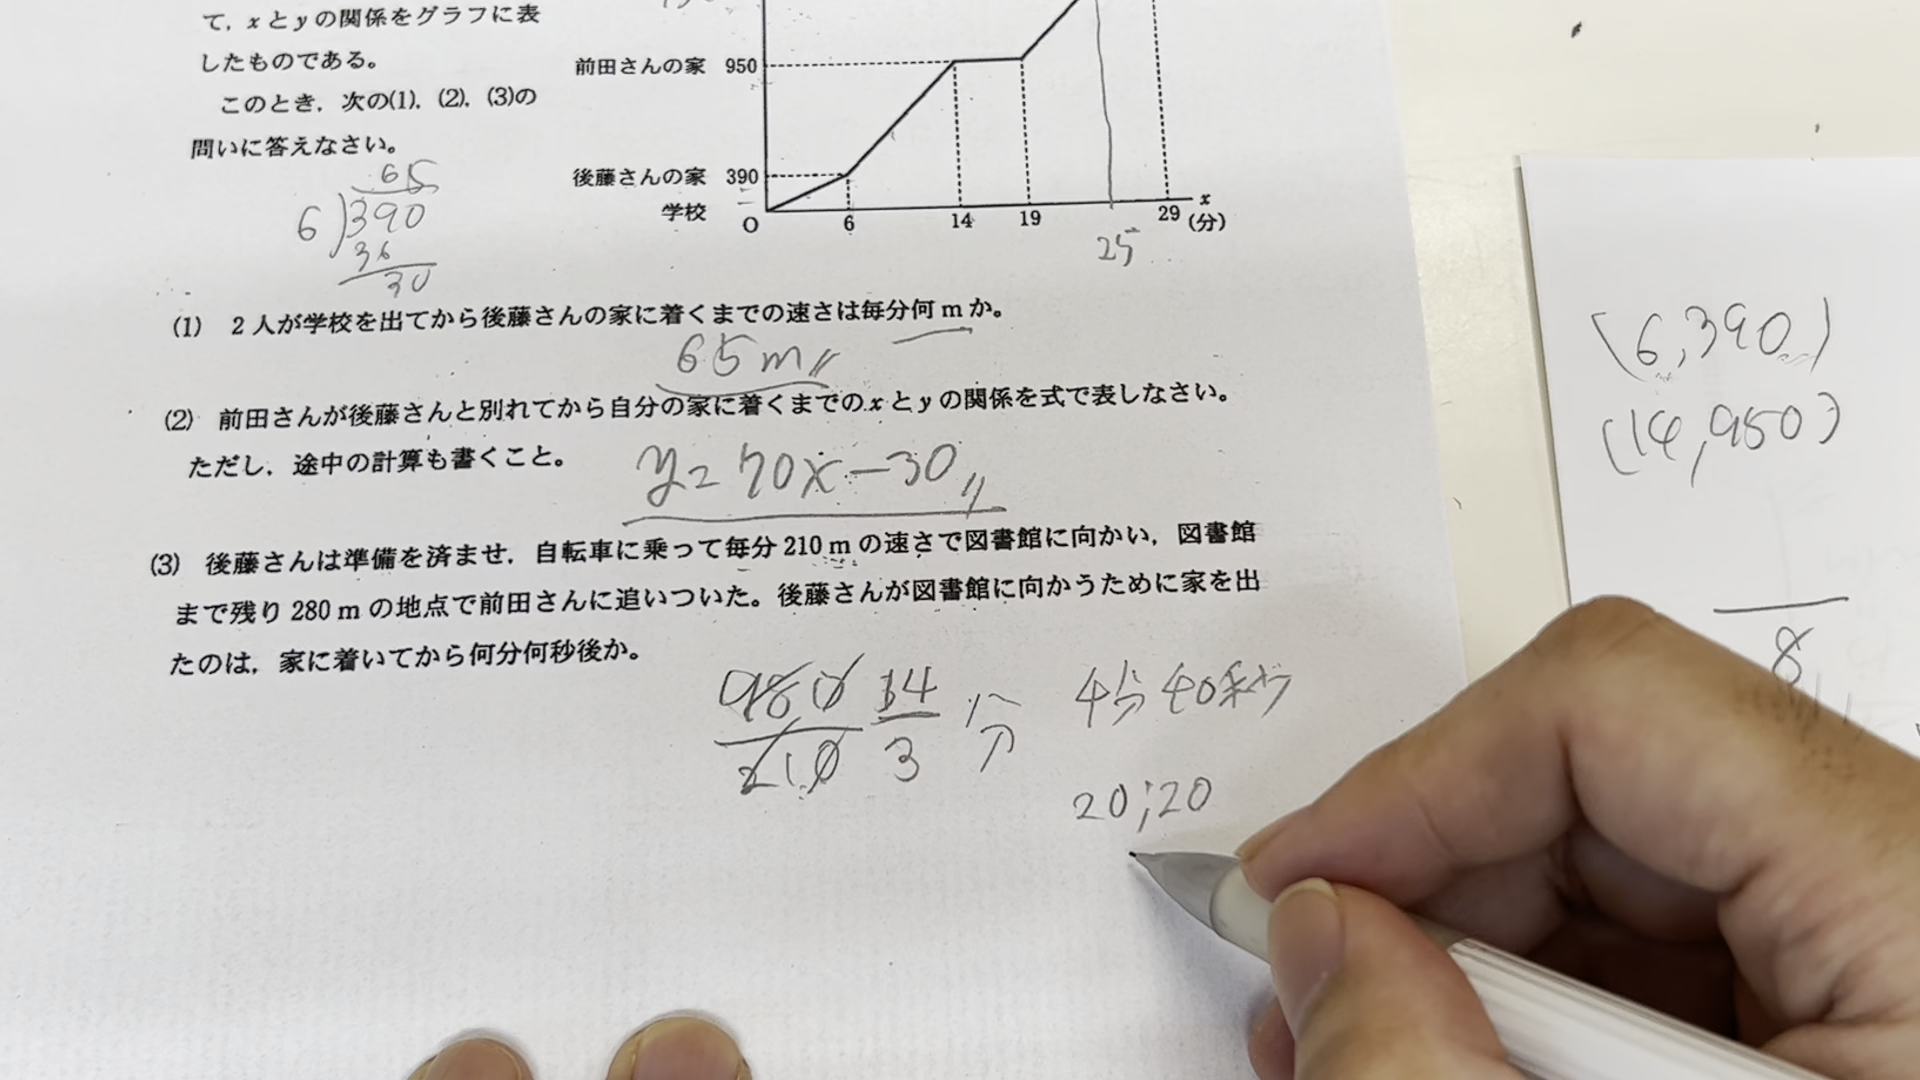 て, xとyの関係をグラフに表
したものである。
このとき, 次の(1), (2), (3)の
問いに答えなさい。
65
6)390
36
30
前田さんの家 950
後藤さんの家 390
学校
O 6 14 19 29 x
(分)
25
(1) 2人が学校を出てから後藤さんの家に着くまでの速さは毎分何mか。
65m
(2) 前田さんが後藤さんと別れてから自分の家に着くまでのxとyの関係を式で表しなさい。
ただし, 途中の計算も書くこと。
y=70x-30
(3) 後藤さんは準備を済ませ, 自転車に乗って毎分210mの速さで図書館に向かい, 図書館
まで残り280mの地点で前田さんに追いついた。後藤さんが図書館に向かうために家を出
たのは, 家に着いてから何分何秒後か。
980 14
210 3 分
4分40秒
20;20
(6,390)
(14,950)
8